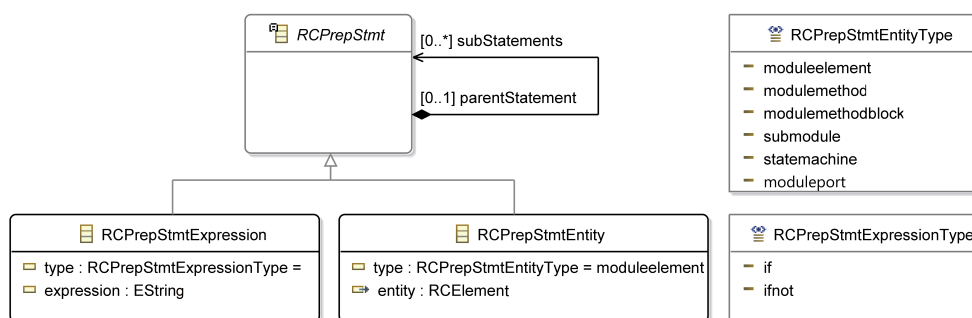 RCPrepStmt
[0..*] subStatements
[0..1] parentStatement
RCPrepStmtEntityType
moduleelement
modulemethod
modulemethodblock
submodule
statemachine
moduleport
RCPrepStmtExpression
type : RCPrepStmtExpressionType =
expression : EString
RCPrepStmtEntity
type : RCPrepStmtEntityType = moduleelement
entity : RCElement
RCPrepStmtExpressionType
if
ifnot